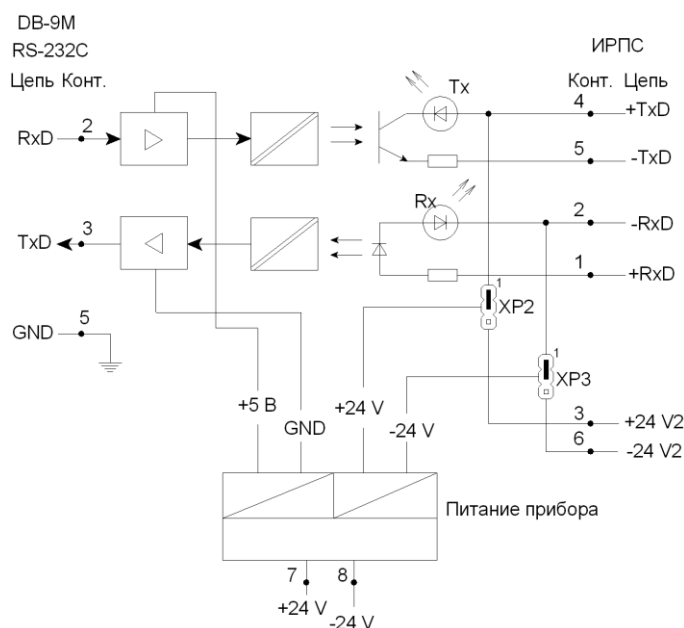 DB-9M
RS-232C
Цепь Конт.
ИРПС
Конт. Цепь
RxD 2
Tx
4 +TxD
5 -TxD
TxD 3
Rx
2 -RxD
1 +RxD
GND 5
1
XP2
1
XP3
+5 В
GND
+24 V
-24 V
3 +24 V2
6 -24 V2
Питание прибора
7 8
+24 V
-24 V